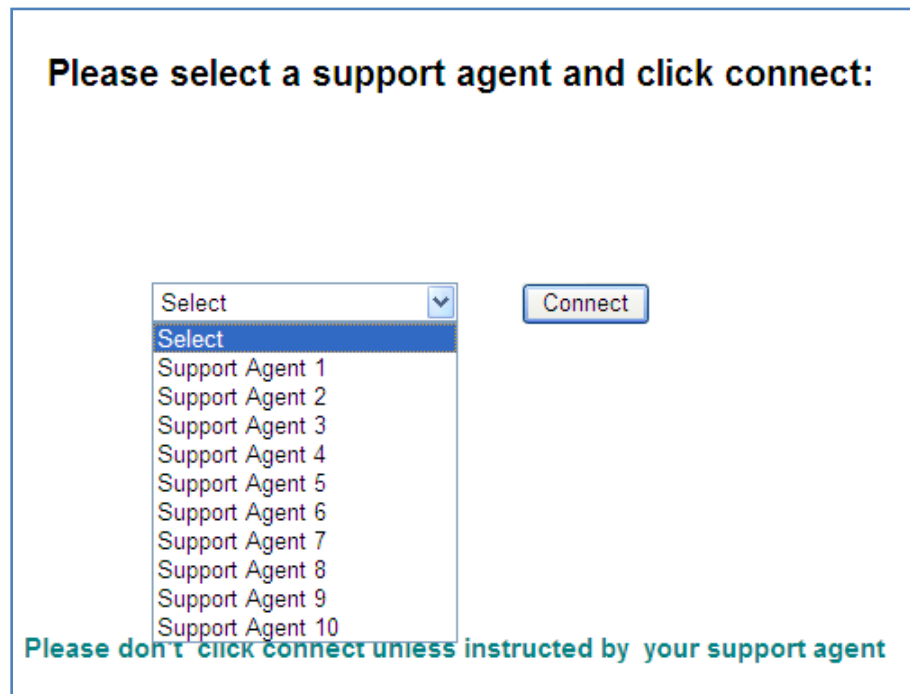 Please select a support agent and click connect:
Select
Connect
Select
Support Agent 1
Support Agent 2
Support Agent 3
Support Agent 4
Support Agent 5
Support Agent 6
Support Agent 7
Support Agent 8
Support Agent 9
Support Agent 10
Please don't click connect unless instructed by your support agent